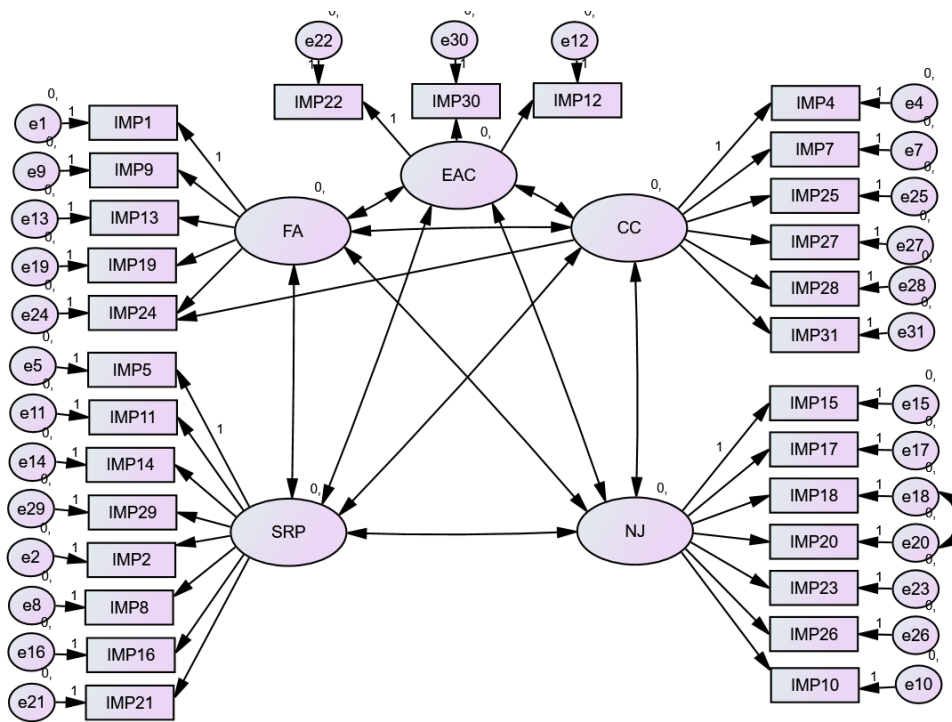 0, 0, 0,
e22 e30 e12
1 1 1
IMP22 IMP30 IMP12
1
0,
EAC
0,
e1 1 IMP1
0,
e9 1 IMP9
0,
e13 1 IMP13
0,
e19 1 IMP19
0,
e24 1 IMP24
1
0,
FA
0,
CC
1
0,
IMP4 1 e4
0,
IMP7 1 e7
0,
IMP25 1 e25
0,
IMP27 1 e27
0,
IMP28 1 e28
0,
IMP31 1 e31
0,
e5 1 IMP5
0,
e11 1 IMP11
0,
e14 1 IMP14
0,
e29 1 IMP29
0,
e2 1 IMP2
0,
e8 1 IMP8
0,
e16 1 IMP16
0,
e21 1 IMP21
1
0,
SRP
0,
NJ
1
0,
IMP15 1 e15
0,
IMP17 1 e17
0,
IMP18 1 e18
0,
IMP20 1 e20
0,
IMP23 1 e23
0,
IMP26 1 e26
0,
IMP10 1 e10